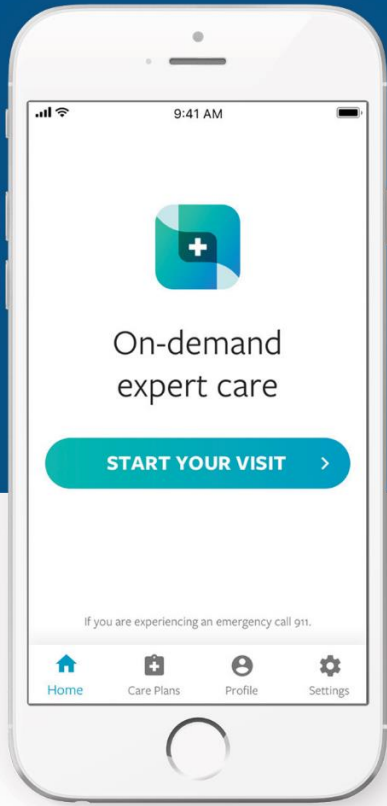 9:41 AM
On-demand
expert care
START YOUR VISIT
If you are experiencing an emergency call 911.
Home Care Plans Profile Settings